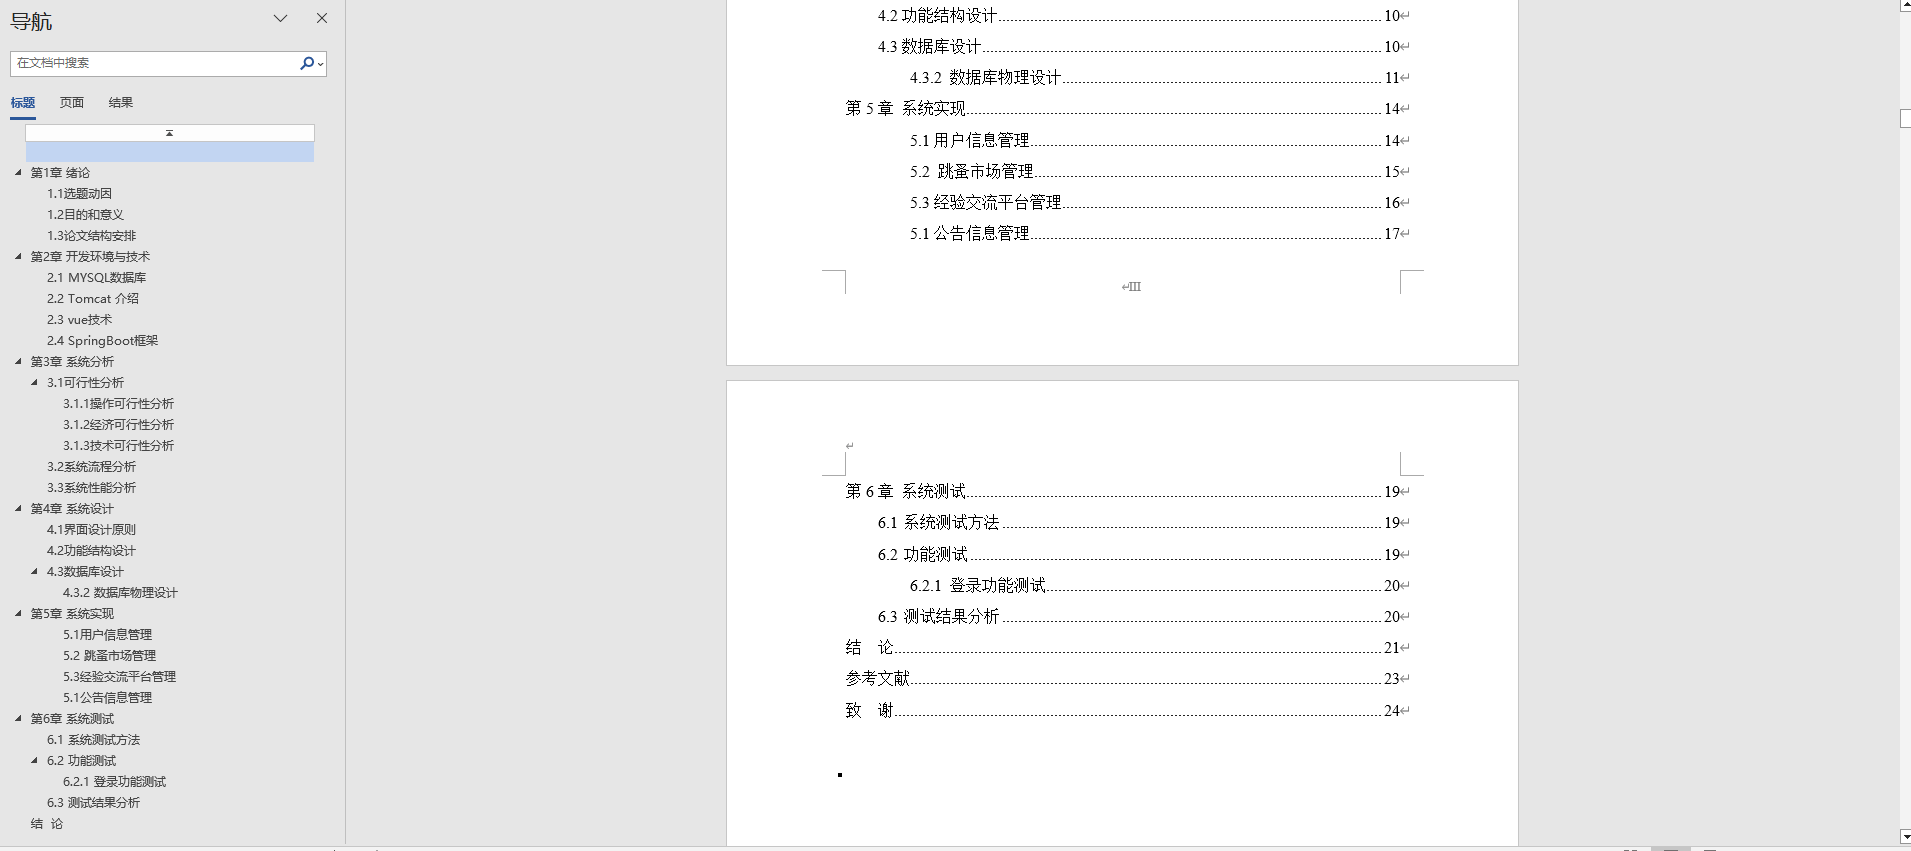 导航
在文档中搜索
标题 页面 结果
第1章 绪论
1.1选题动因
1.2目的和意义
1.3论文结构安排
第2章 开发环境与技术
2.1 MYSQL数据库
2.2 Tomcat 介绍
2.3 vue技术
2.4 SpringBoot框架
第3章 系统分析
3.1可行性分析
3.1.1操作可行性分析
3.1.2经济可行性分析
3.1.3技术可行性分析
3.2系统流程分析
3.3系统性能分析
第4章 系统设计
4.1界面设计原则
4.2功能结构设计
4.3数据库设计
4.3.2 数据库物理设计
第5章 系统实现
5.1用户信息管理
5.2 跳蚤市场管理
5.3经验交流平台管理
5.1公告信息管理
第6章 系统测试
6.1 系统测试方法
6.2 功能测试
6.2.1 登录功能测试
6.3 测试结果分析
结 论
4.2功能结构设计 10
4.3数据库设计 10
4.3.2 数据库物理设计 11
第5章 系统实现 14
5.1用户信息管理 14
5.2 跳蚤市场管理 15
5.3经验交流平台管理 16
5.1公告信息管理 17
III
第6章 系统测试 19
6.1 系统测试方法 19
6.2 功能测试 19
6.2.1 登录功能测试 20
6.3 测试结果分析 20
结 论 21
参考文献 23
致 谢 24